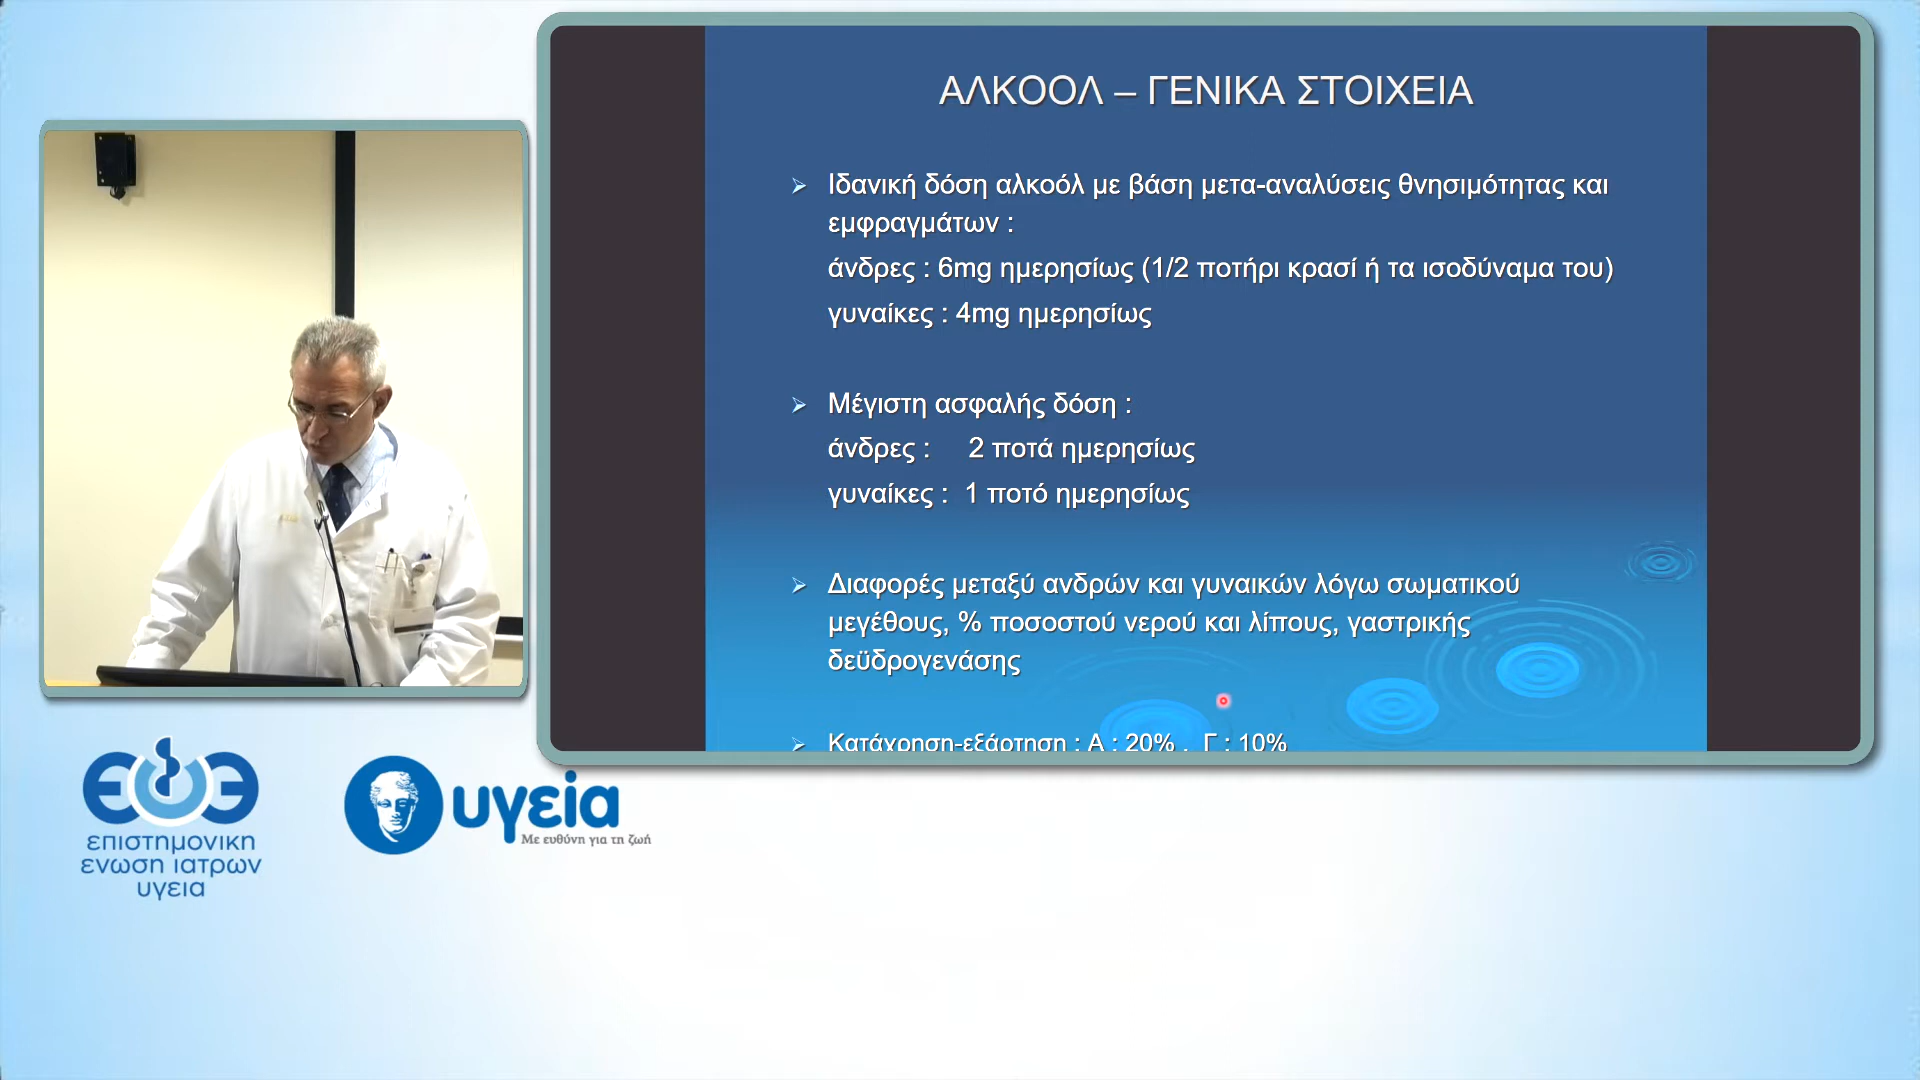 ΑΛΚΟΟΛ – ΓΕΝΙΚΑ ΣΤΟΙΧΕΙΑ
Ιδανική δόση αλκοόλ με βάση μετα-αναλύσεις θνησιμότητας και
εμφραγμάτων :
άνδρες : 6mg ημερησίως (1/2 ποτήρι κρασί ή τα ισοδύναμα του)
γυναίκες : 4mg ημερησίως
Μέγιστη ασφαλής δόση :
άνδρες : 2 ποτά ημερησίως
γυναίκες : 1 ποτό ημερησίως
Διαφορές μεταξύ ανδρών και γυναικών λόγω σωματικού
μεγέθους, % ποσοστού νερού και λίπους, γαστρικής
δεϋδρογενάσης
Κατάχρηση-εξάρτηση : Α : 20% , Γ : 10%
επιστημονικη
ενωση ιατρων
υγεια
υγεία
Με ευθύνη για τη ζωή